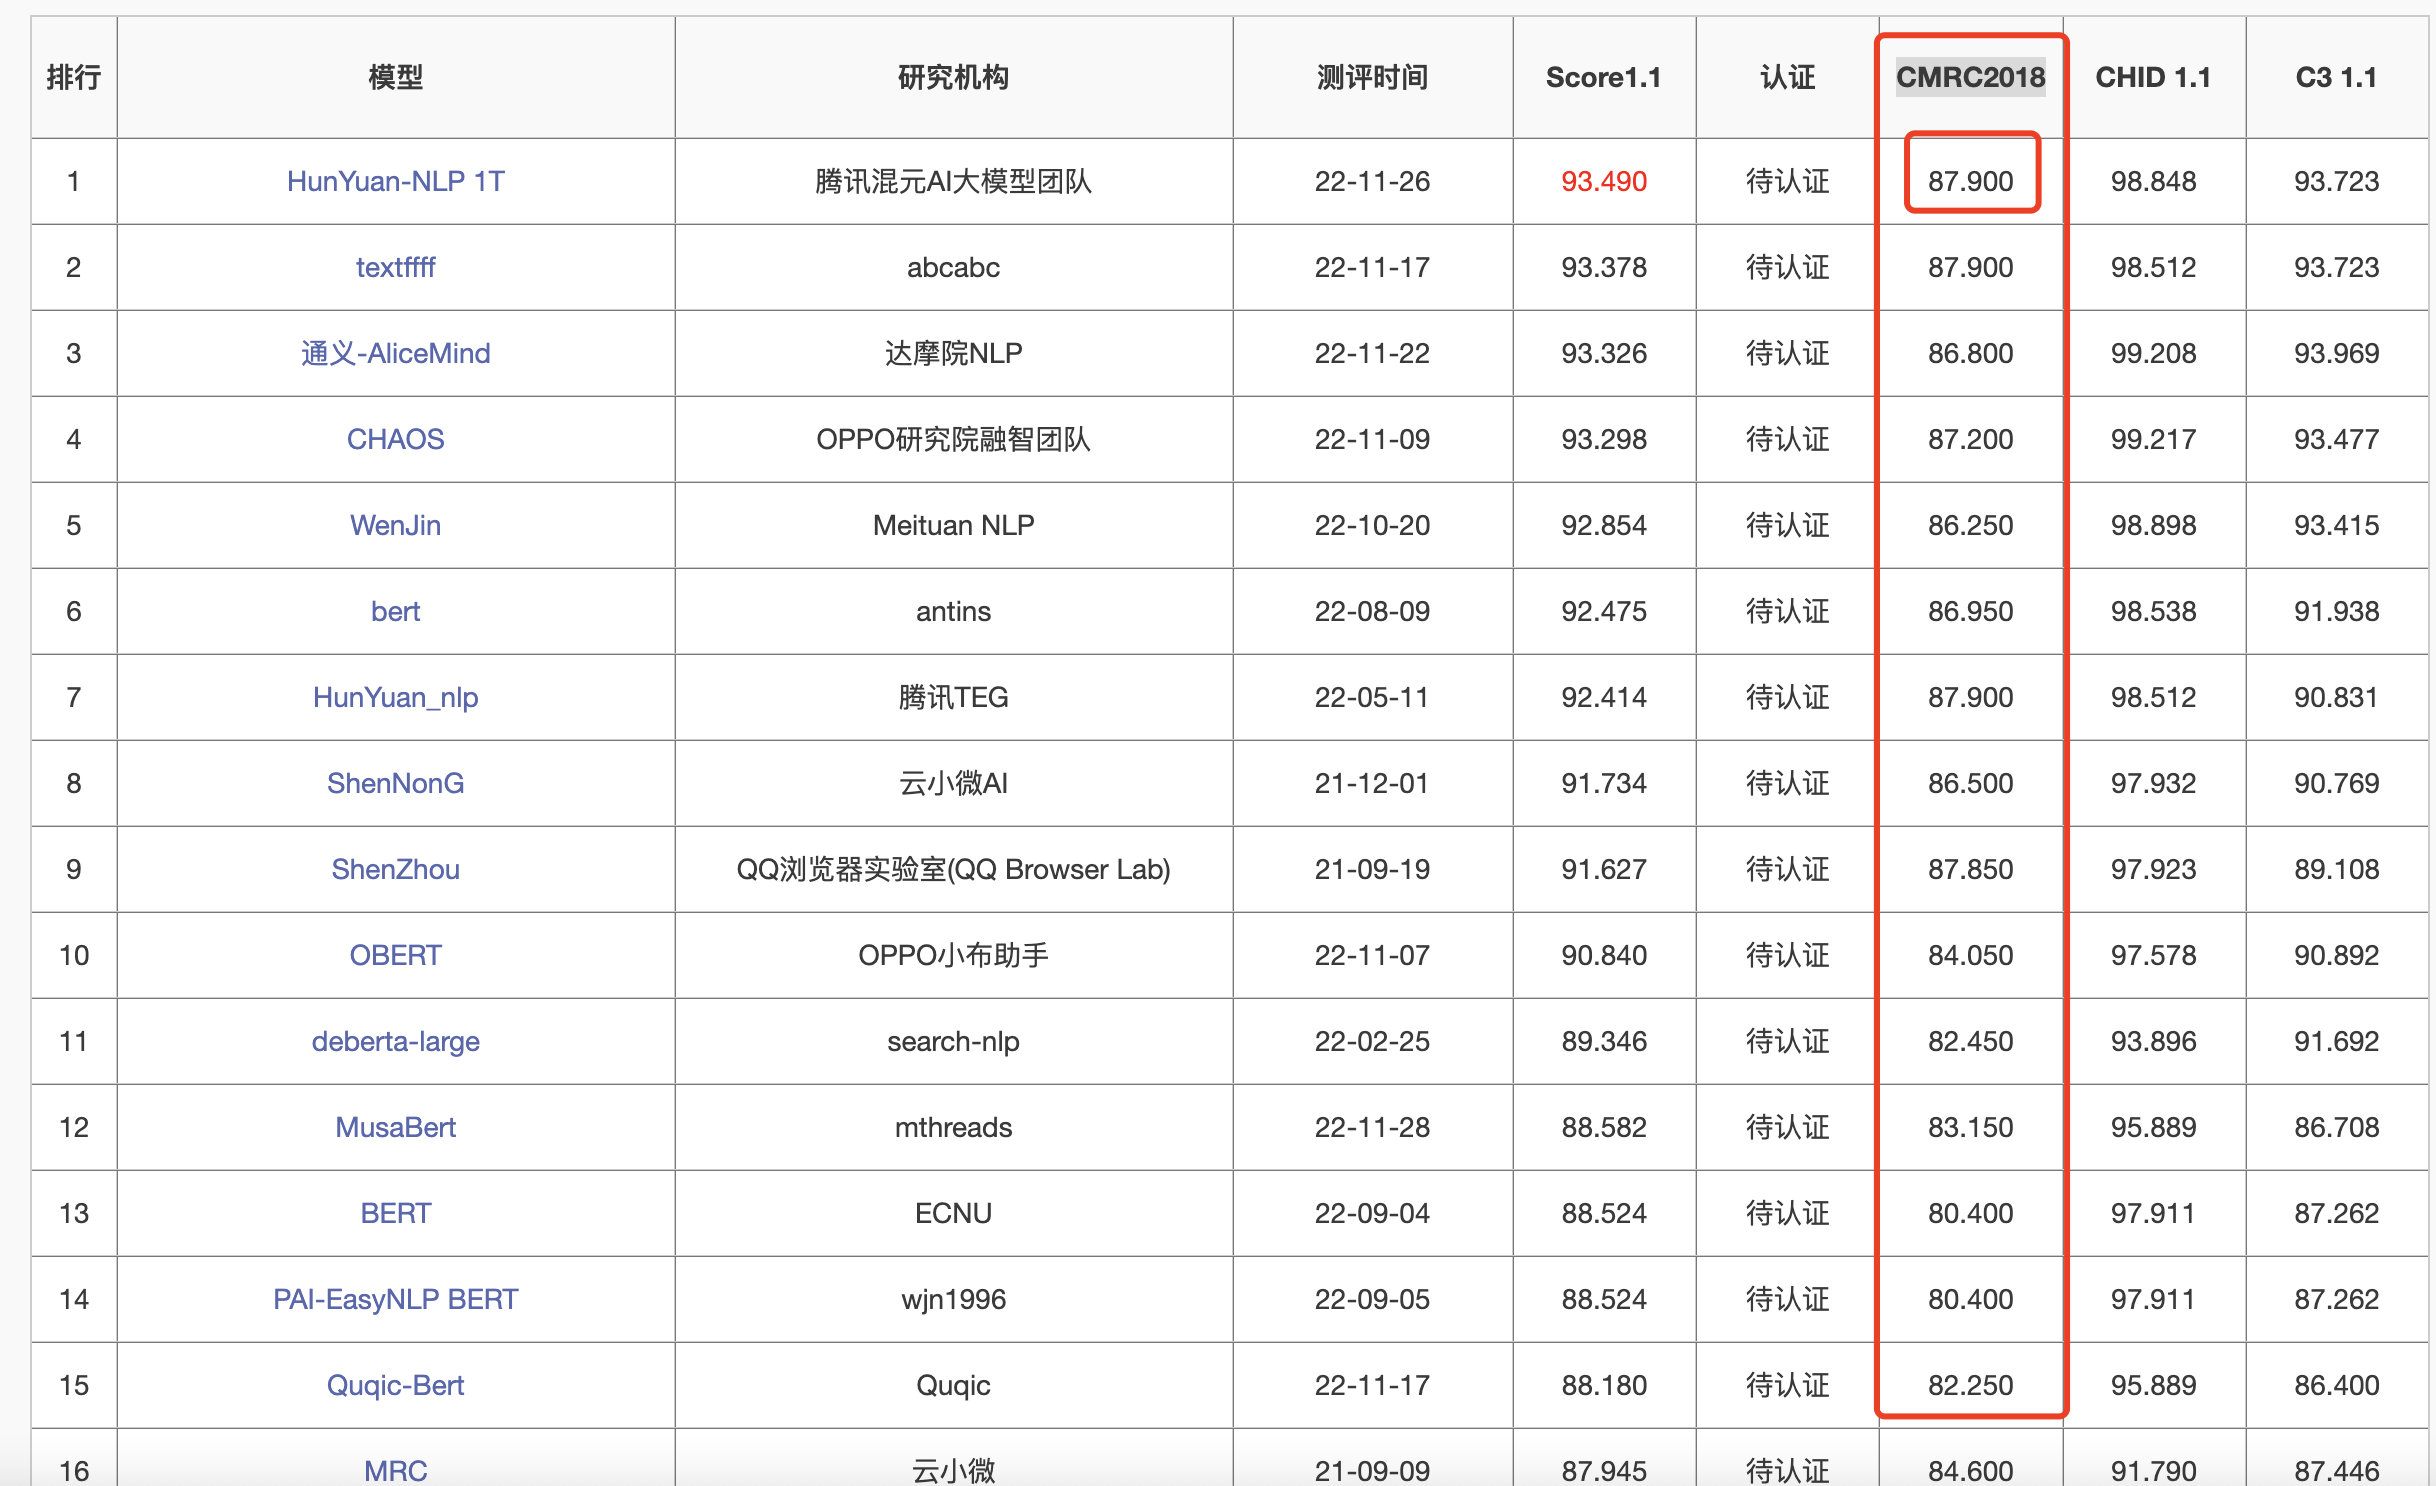 排行 模型 研究机构 测评时间 Score1.1 认证 CMRC2018 CHID 1.1 C3 1.1
1 HunYuan-NLP 1T 腾讯混元AI大模型团队 22-11-26 93.490 待认证 87.900 98.848 93.723
2 textffff abcabc 22-11-17 93.378 待认证 87.900 98.512 93.723
3 通义-AliceMind 达摩院NLP 22-11-22 93.326 待认证 86.800 99.208 93.969
4 CHAOS OPPO研究院融智团队 22-11-09 93.298 待认证 87.200 99.217 93.477
5 WenJin Meituan NLP 22-10-20 92.854 待认证 86.250 98.898 93.415
6 bert antins 22-08-09 92.475 待认证 86.950 98.538 91.938
7 HunYuan_nlp 腾讯TEG 22-05-11 92.414 待认证 87.900 98.512 90.831
8 ShenNonG 云小微AI 21-12-01 91.734 待认证 86.500 97.932 90.769
9 ShenZhou QQ浏览器实验室(QQ Browser Lab) 21-09-19 91.627 待认证 87.850 97.923 89.108
10 OBERT OPPO小布助手 22-11-07 90.840 待认证 84.050 97.578 90.892
11 deberta-large search-nlp 22-02-25 89.346 待认证 82.450 93.896 91.692
12 MusaBert mthreads 22-11-28 88.582 待认证 83.150 95.889 86.708
13 BERT ECNU 22-09-04 88.524 待认证 80.400 97.911 87.262
14 PAI-EasyNLP BERT wjn1996 22-09-05 88.524 待认证 80.400 97.911 87.262
15 Quqic-Bert Quqic 22-11-17 88.180 待认证 82.250 95.889 86.400
16 MRC 云小微 21-09-09 87.945 待认证 84.600 91.790 87.446